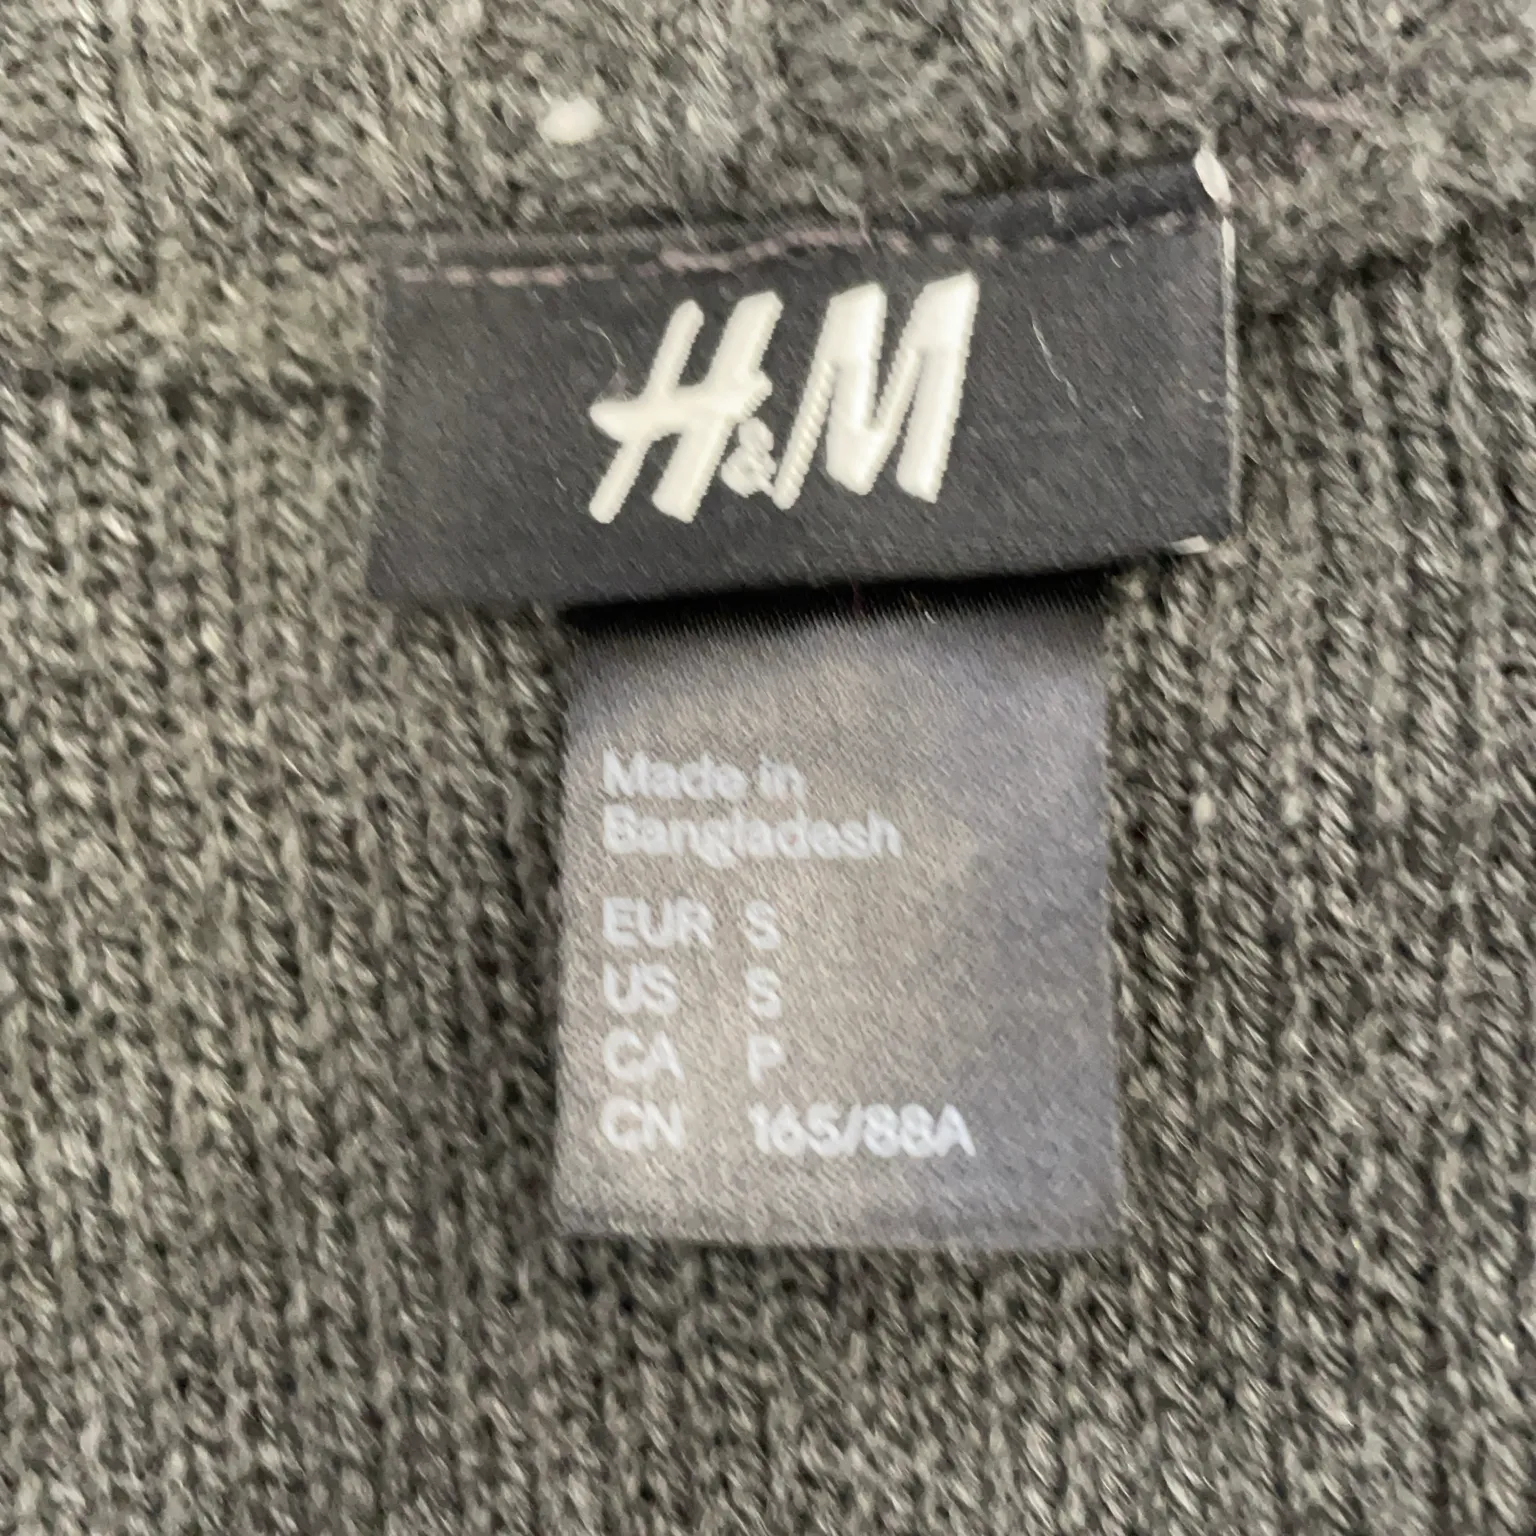 H&M
Made in
Bangladesh
EUR S
US S
CA P
CN 165/88A